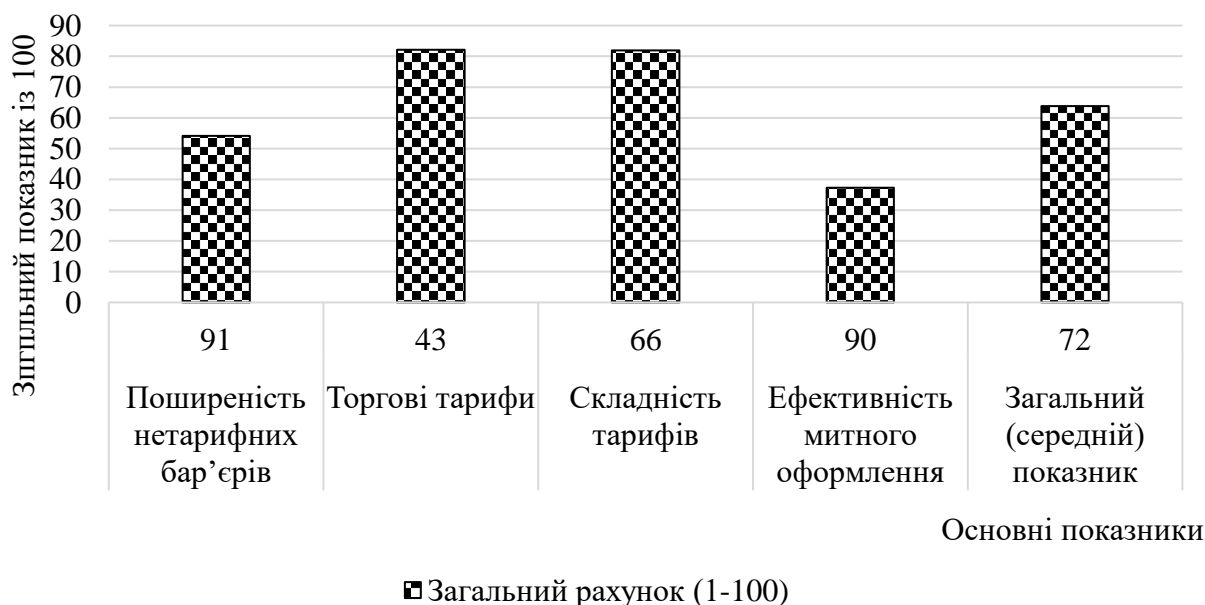 Зпгпльний показник із 100
90
80
70
60
50
40
30
20
10
0
91
43
66
90
72
Поширеність
нетарифних
бар’єрів
Торгові тарифи
Складність
тарифів
Ефективність
митного
оформлення
Загальний
(середній)
показник
Основні показники
Загальний рахунок (1-100)